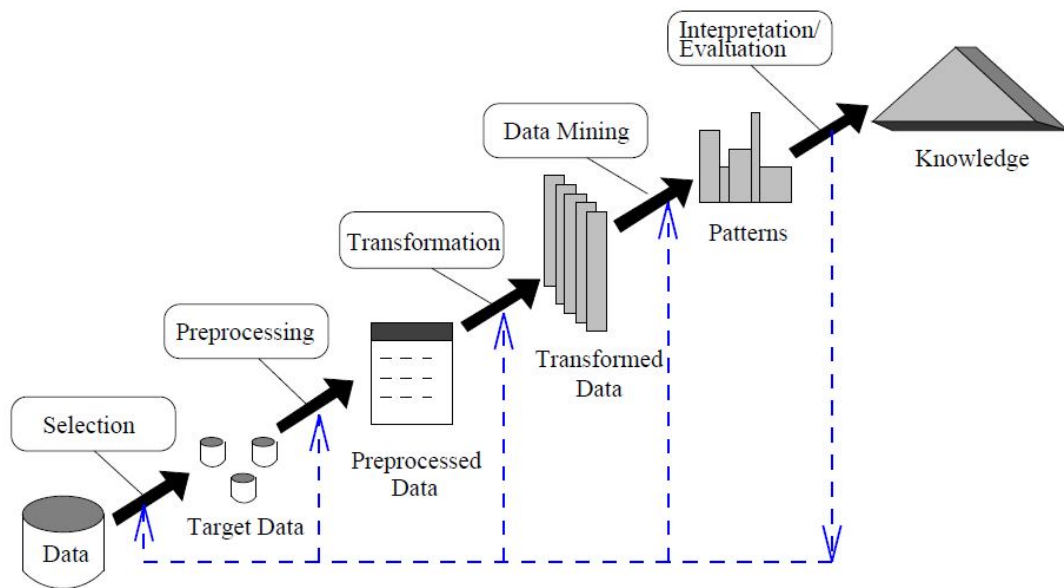 Interpretation/
Evaluation
Data Mining
Knowledge
Transformation
Patterns
Preprocessing
Transformed
Data
Selection
Preprocessed
Data
Target Data
Data